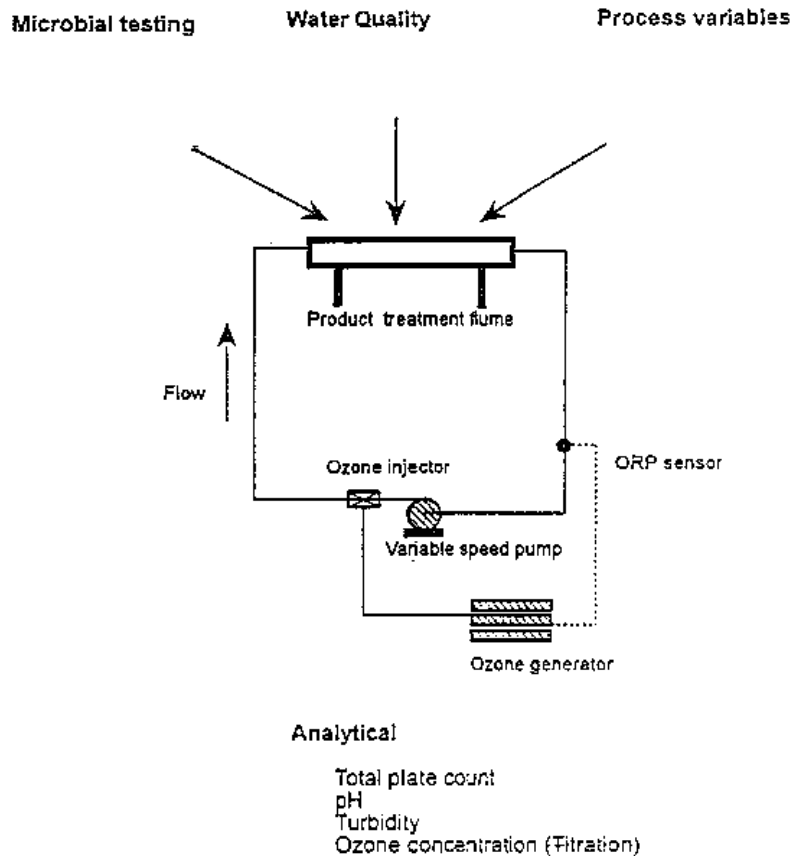 Microbial testing
Water Quality
Process variables
Product treatment flume
Flow
Ozone injector
ORP sensor
Variable speed pump
Ozone generator
Analytical
Total plate count
pH
Turbidity
Ozone concentration (Titration)